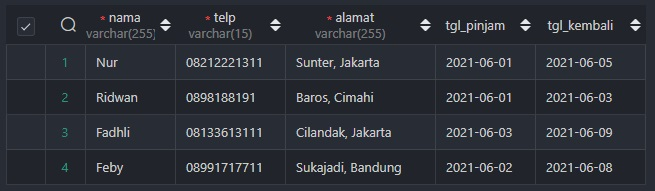 * nama * telp * alamat tgl_pinjam tgl_kembali
varchar(255) varchar(15) varchar(255)
1 Nur 08212221311 Sunter, Jakarta 2021-06-01 2021-06-05
2 Ridwan 0898188191 Baros, Cimahi 2021-06-01 2021-06-03
3 Fadhli 08133613111 Cilandak, Jakarta 2021-06-03 2021-06-09
4 Feby 08991717711 Sukajadi, Bandung 2021-06-02 2021-06-08